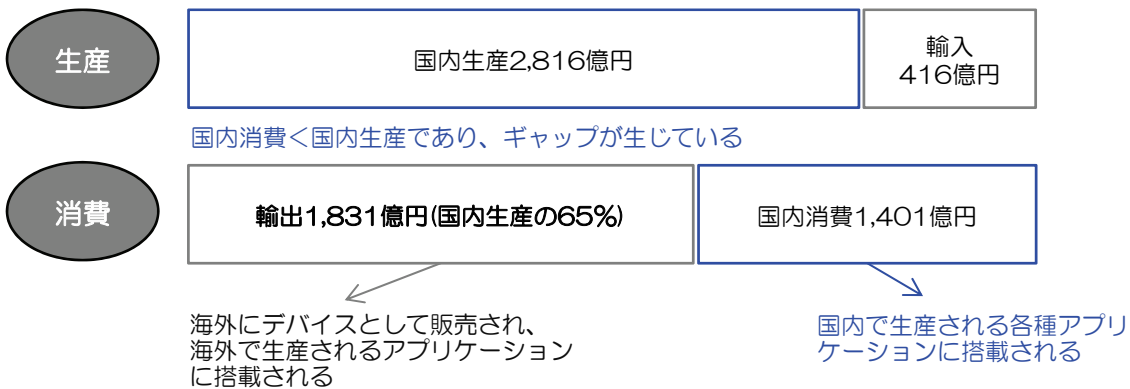 生産
国内生産2,816億円
輸入
416億円
国内消費＜国内生産であり、ギャップが生じている
消費
輸出1,831億円(国内生産の65%)
国内消費1,401億円
海外にデバイスとして販売され、
海外で生産されるアプリケーション
に搭載される
国内で生産される各種アプリ
ケーションに搭載される